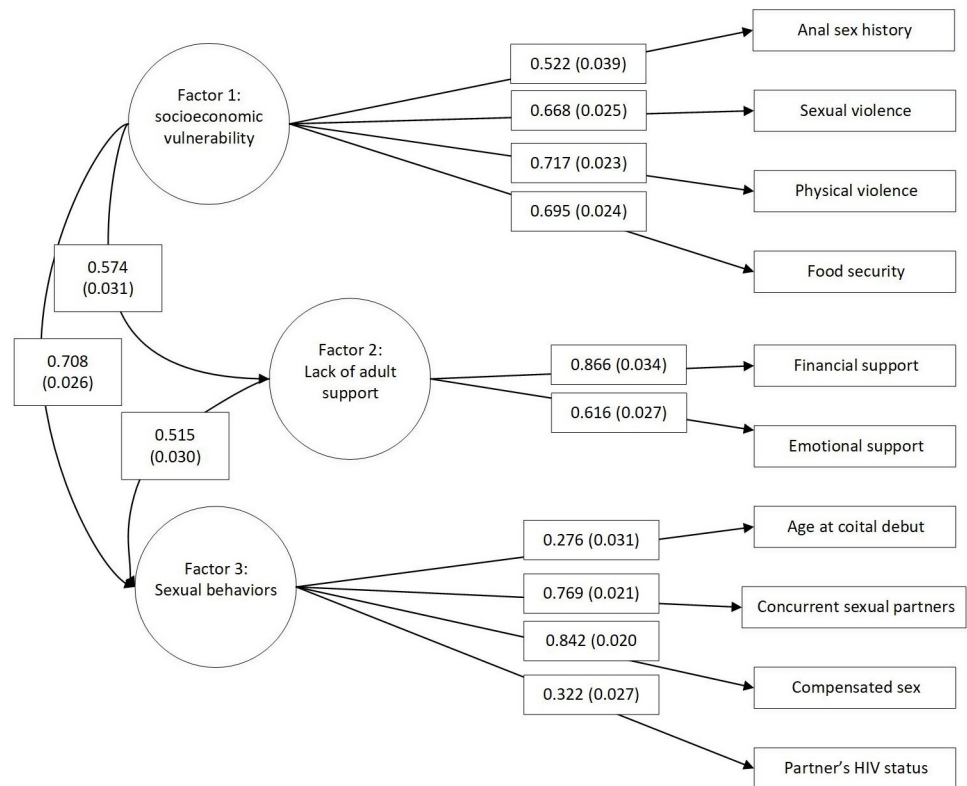 Anal sex history
0.522 (0.039)
Factor 1:
socioeconomic
vulnerability
0.668 (0.025)
Sexual violence
0.717 (0.023)
Physical violence
0.695 (0.024)
Food security
0.574
(0.031)
0.708
(0.026)
Factor 2:
Lack of adult
support
0.866 (0.034)
Financial support
0.616 (0.027)
Emotional support
0.515
(0.030)
Age at coital debut
0.276 (0.031)
Factor 3:
Sexual behaviors
0.769 (0.021)
Concurrent sexual partners
0.842 (0.020
Compensated sex
0.322 (0.027)
Partner’s HIV status